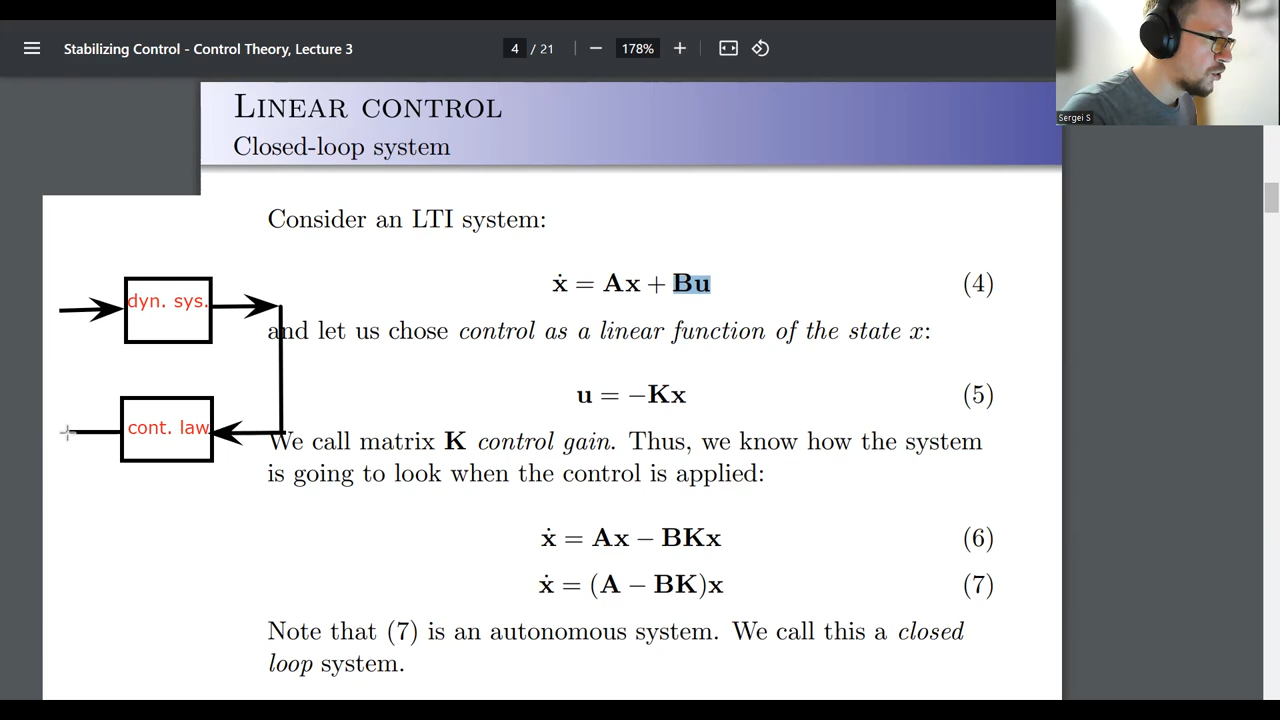 Stabilizing Control - Control Theory, Lecture 3
4 / 21
178%
Sergei S
LINEAR CONTROL
Closed-loop system
Consider an LTI system:
ẋ = Ax + Bu (4)
dyn. sys.
and let us chose control as a linear function of the state x:
u = −Kx (5)
cont. law
We call matrix K control gain. Thus, we know how the system
is going to look when the control is applied:
ẋ = Ax − BKx (6)
ẋ = (A − BK)x (7)
Note that (7) is an autonomous system. We call this a closed
loop system.